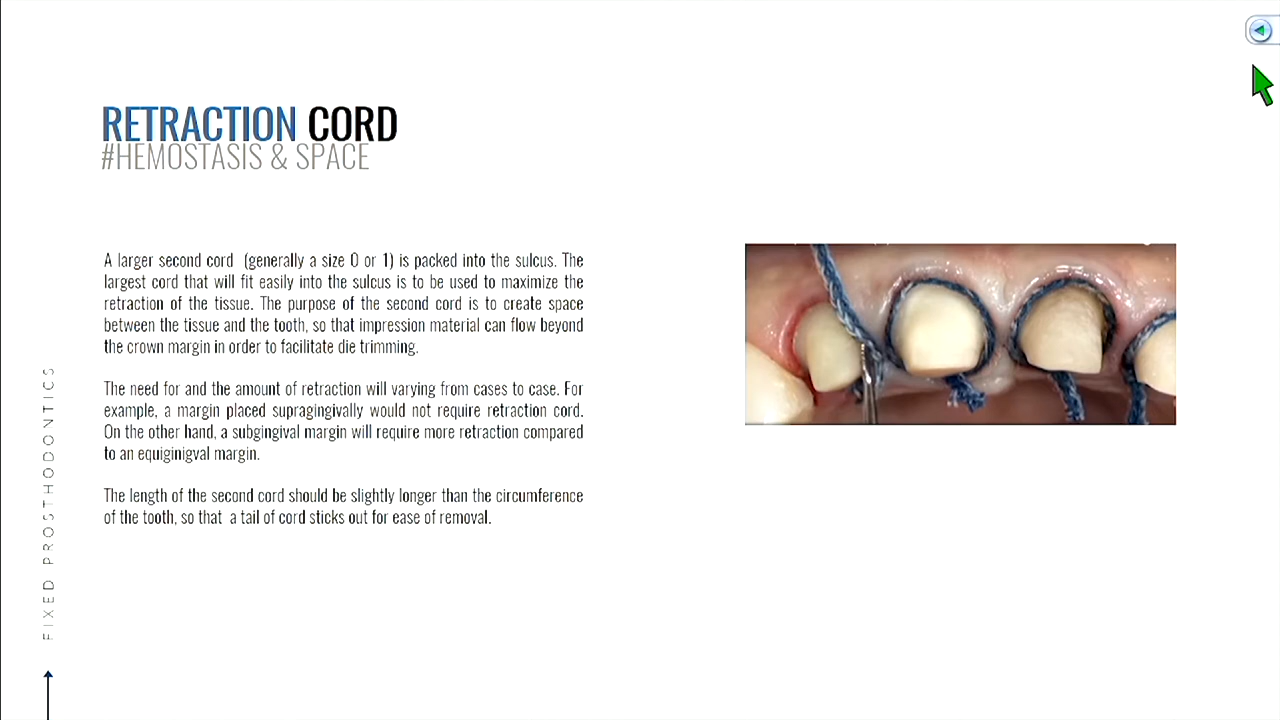 RETRACTION CORD
#HEMOSTASIS & SPACE
A larger second cord (generally a size 0 or 1) is packed into the sulcus. The
largest cord that will fit easily into the sulcus is to be used to maximize the
retraction of the tissue. The purpose of the second cord is to create space
between the tissue and the tooth, so that impression material can flow beyond
the crown margin in order to facilitate die trimming.
The need for and the amount of retraction will varying from cases to case. For
example, a margin placed supragingivally would not require retraction cord.
On the other hand, a subgingival margin will require more retraction compared
to an equiginigval margin.
The length of the second cord should be slightly longer than the circumference
of the tooth, so that a tail of cord sticks out for ease of removal.
FIXED PROSTHODONTICS